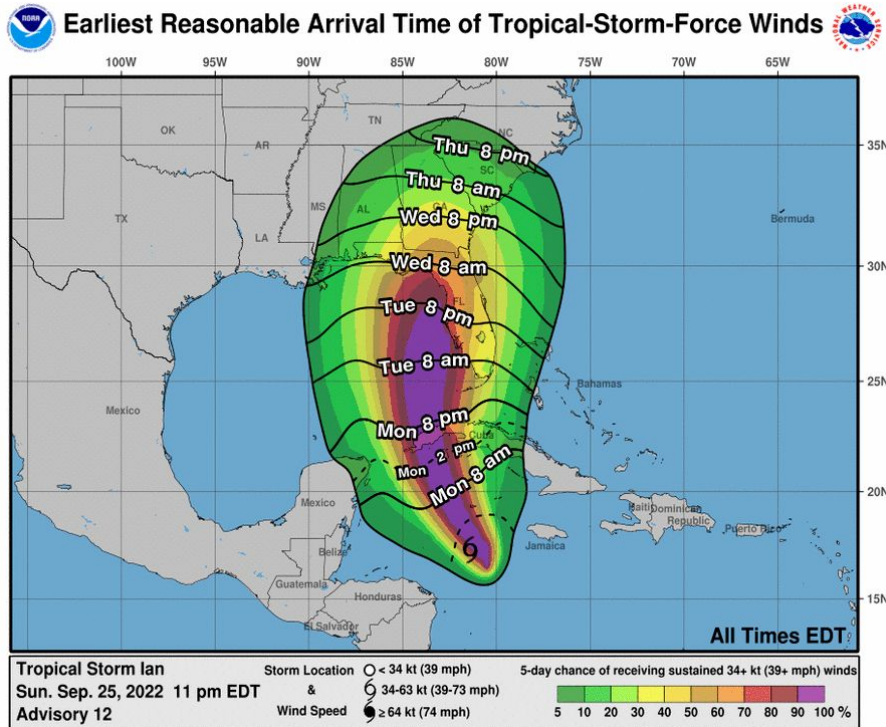 Earliest Reasonable Arrival Time of Tropical-Storm-Force Winds
NOAA
NATIONAL WEATHER SERVICE
100W 95W 90W 85W 80W 75W 70W 65W
TN
OK
NC
AR
35N
Thu 8 pm
SC
Thu 8 am
MS
AL
GA
TX
Wed 8 pm
Bermuda
LA
Wed 8 am
30N
FL
Tue 8 pm
Tue 8 am
25N
Bahamas
Mexico
Mon 8 pm
Cuba
Mon 2 pm
Mon 8 am
20N
Mexico
Haiti
Dominican
Republic
Puerto Rico
Jamaica
Belize
Guatemala
Honduras
15N
El Salvador
All Times EDT
Tropical Storm Ian
Sun. Sep. 25, 2022 11 pm EDT
Advisory 12
Storm Location
&
Wind Speed
< 34 kt (39 mph)
34-63 kt (39-73 mph)
≥ 64 kt (74 mph)
5-day chance of receiving sustained 34+ kt (39+ mph) winds
5 10 20 30 40 50 60 70 80 90 100 %